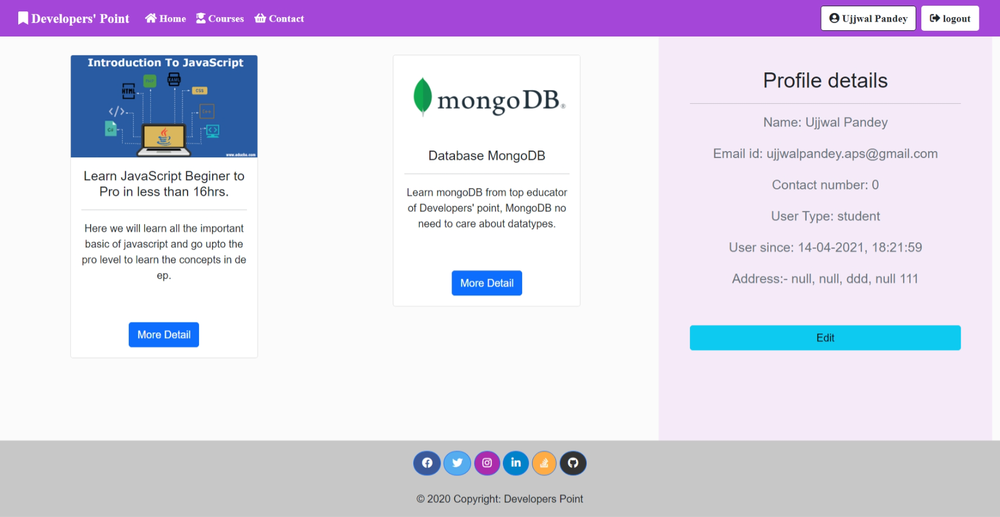 Developers' Point Home Courses Contact Ujjwal Pandey logout
Introduction To JavaScript
HTML
CSS
C++
C#
www.educba.com
Learn JavaScript Beginer to
Pro in less than 16hrs.
Here we will learn all the important
basic of javascript and go upto the
pro level to learn the concepts in de
ep.
More Detail
mongoDB®
Database MongoDB
Learn mongoDB from top educator
of Developers' point, MongoDB no
need to care about datatypes.
More Detail
Profile details
Name: Ujjwal Pandey
Email id: ujjwalpandey.aps@gmail.com
Contact number: 0
User Type: student
User since: 14-04-2021, 18:21:59
Address:- null, null, ddd, null 111
Edit
in
© 2020 Copyright: Developers Point